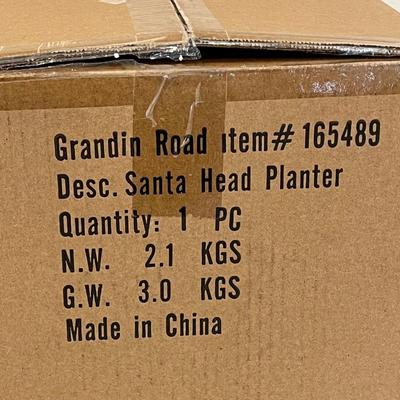 Grandin Road Item# 165489
Desc. Santa Head Planter
Quantity: 1 PC
N.W. 2.1 KGS
G.W. 3.0 KGS
Made in China